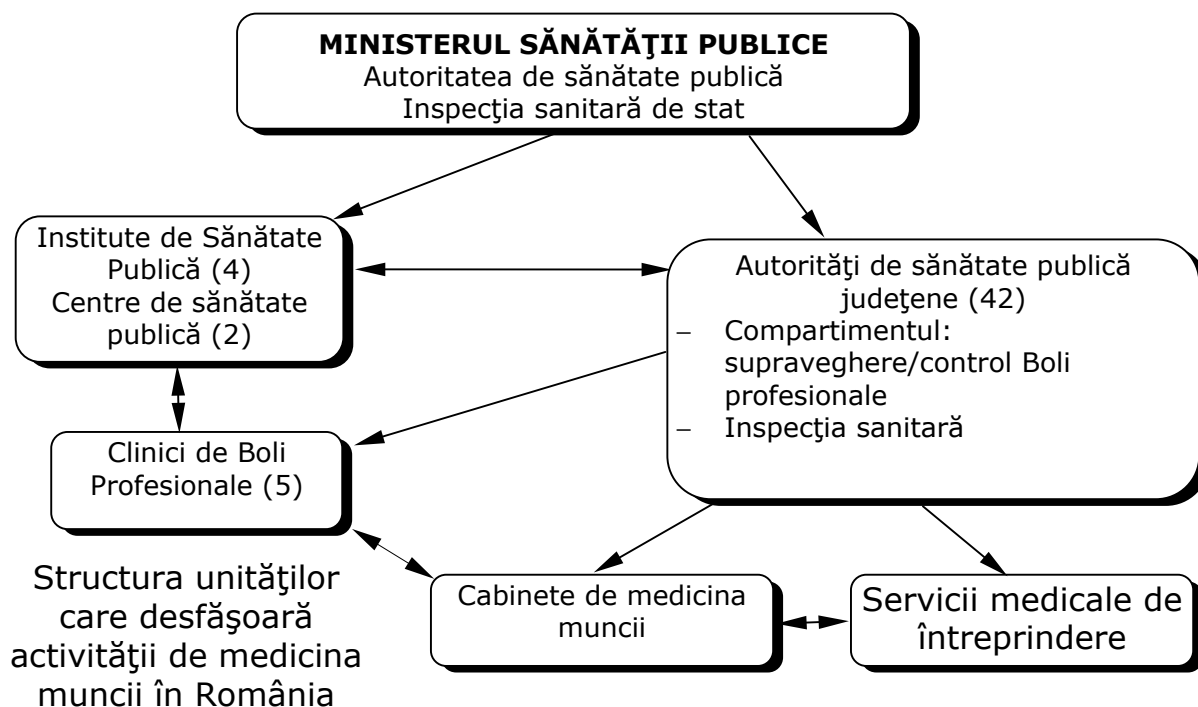 MINISTERUL SĂNĂTĂŢII PUBLICE
Autoritatea de sănătate publică
Inspecţia sanitară de stat
Institute de Sănătate
Publică (4)
Centre de sănătate
publică (2)
Autorităţi de sănătate publică
judeţene (42)
− Compartimentul:
supraveghere/control Boli
profesionale
− Inspecţia sanitară
Clinici de Boli
Profesionale (5)
Structura unităţilor
care desfăşoară
activităţii de medicina
muncii în România
Cabinete de medicina
muncii
Servicii medicale de
întreprindere